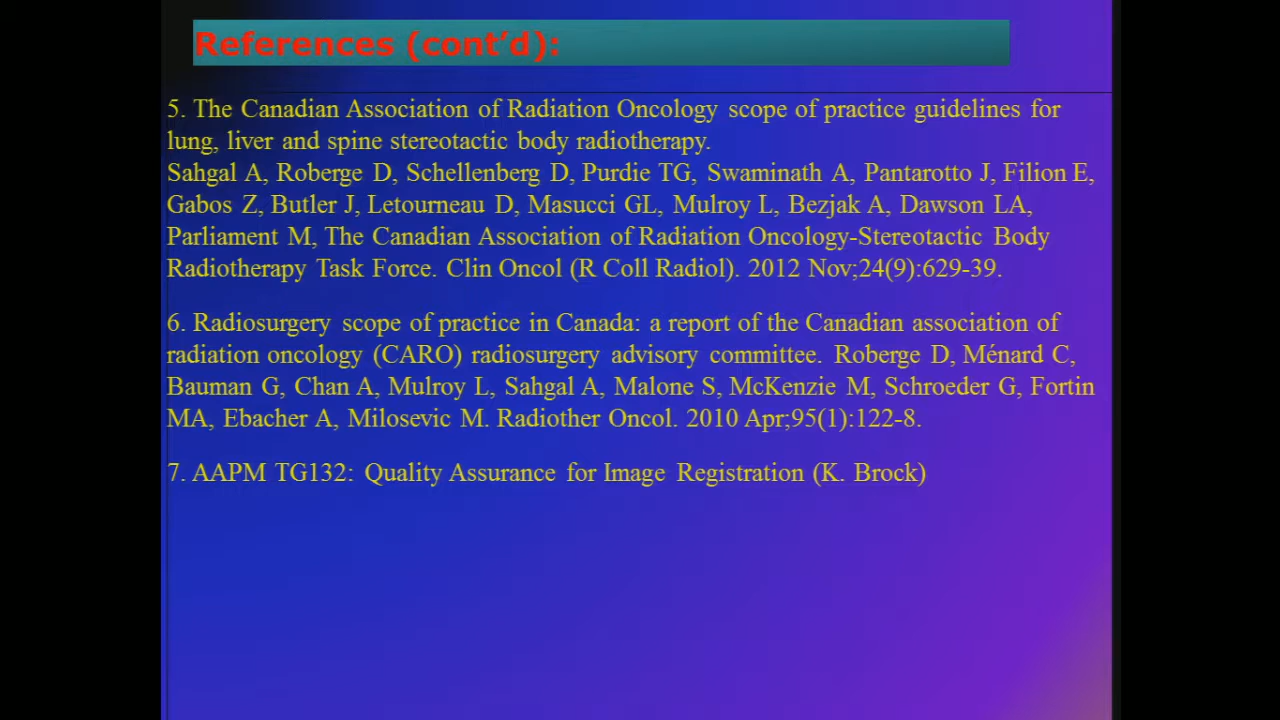 References (cont’d):
5. The Canadian Association of Radiation Oncology scope of practice guidelines for
lung, liver and spine stereotactic body radiotherapy.
Sahgal A, Roberge D, Schellenberg D, Purdie TG, Swaminath A, Pantarotto J, Filion E,
Gabos Z, Butler J, Letourneau D, Masucci GL, Mulroy L, Bezjak A, Dawson LA,
Parliament M, The Canadian Association of Radiation Oncology-Stereotactic Body
Radiotherapy Task Force. Clin Oncol (R Coll Radiol). 2012 Nov;24(9):629-39.
6. Radiosurgery scope of practice in Canada: a report of the Canadian association of
radiation oncology (CARO) radiosurgery advisory committee. Roberge D, Ménard C,
Bauman G, Chan A, Mulroy L, Sahgal A, Malone S, McKenzie M, Schroeder G, Fortin
MA, Ebacher A, Milosevic M. Radiother Oncol. 2010 Apr;95(1):122-8.
7. AAPM TG132: Quality Assurance for Image Registration (K. Brock)